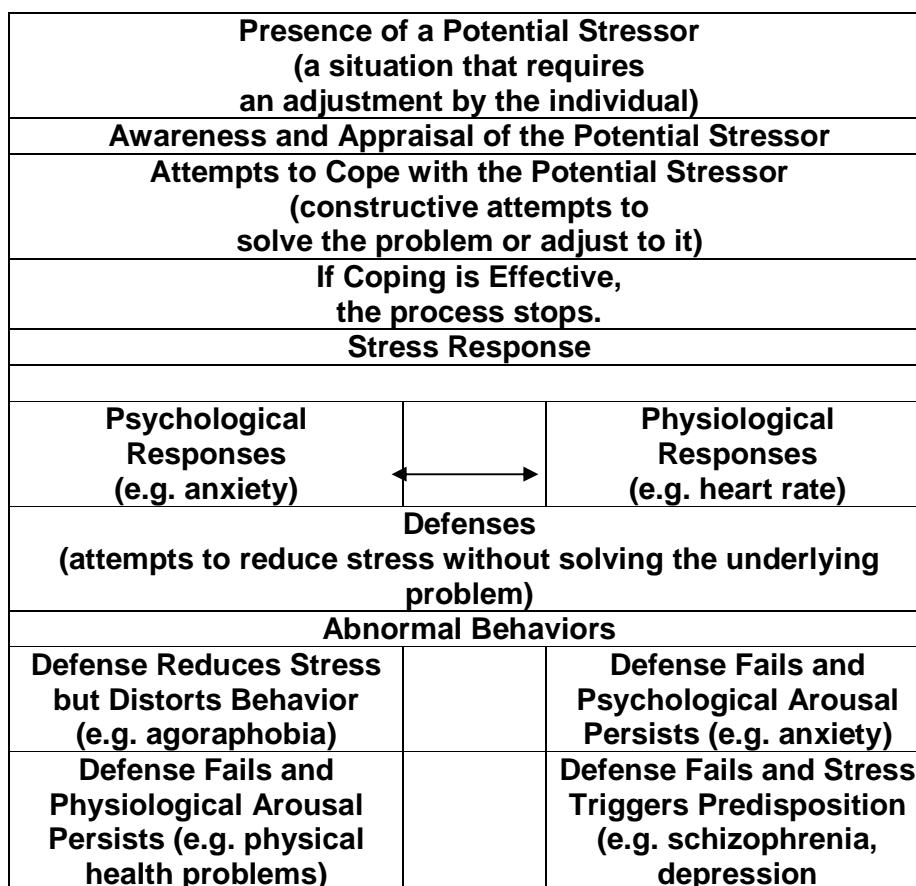 Presence of a Potential Stressor
(a situation that requires
an adjustment by the individual)
Awareness and Appraisal of the Potential Stressor
Attempts to Cope with the Potential Stressor
(constructive attempts to
solve the problem or adjust to it)
If Coping is Effective,
the process stops.
Stress Response
Psychological
Responses
(e.g. anxiety)
Physiological
Responses
(e.g. heart rate)
Defenses
(attempts to reduce stress without solving the underlying
problem)
Abnormal Behaviors
Defense Reduces Stress
but Distorts Behavior
(e.g. agoraphobia)
Defense Fails and
Psychological Arousal
Persists (e.g. anxiety)
Defense Fails and
Physiological Arousal
Persists (e.g. physical
health problems)
Defense Fails and Stress
Triggers Predisposition
(e.g. schizophrenia,
depression